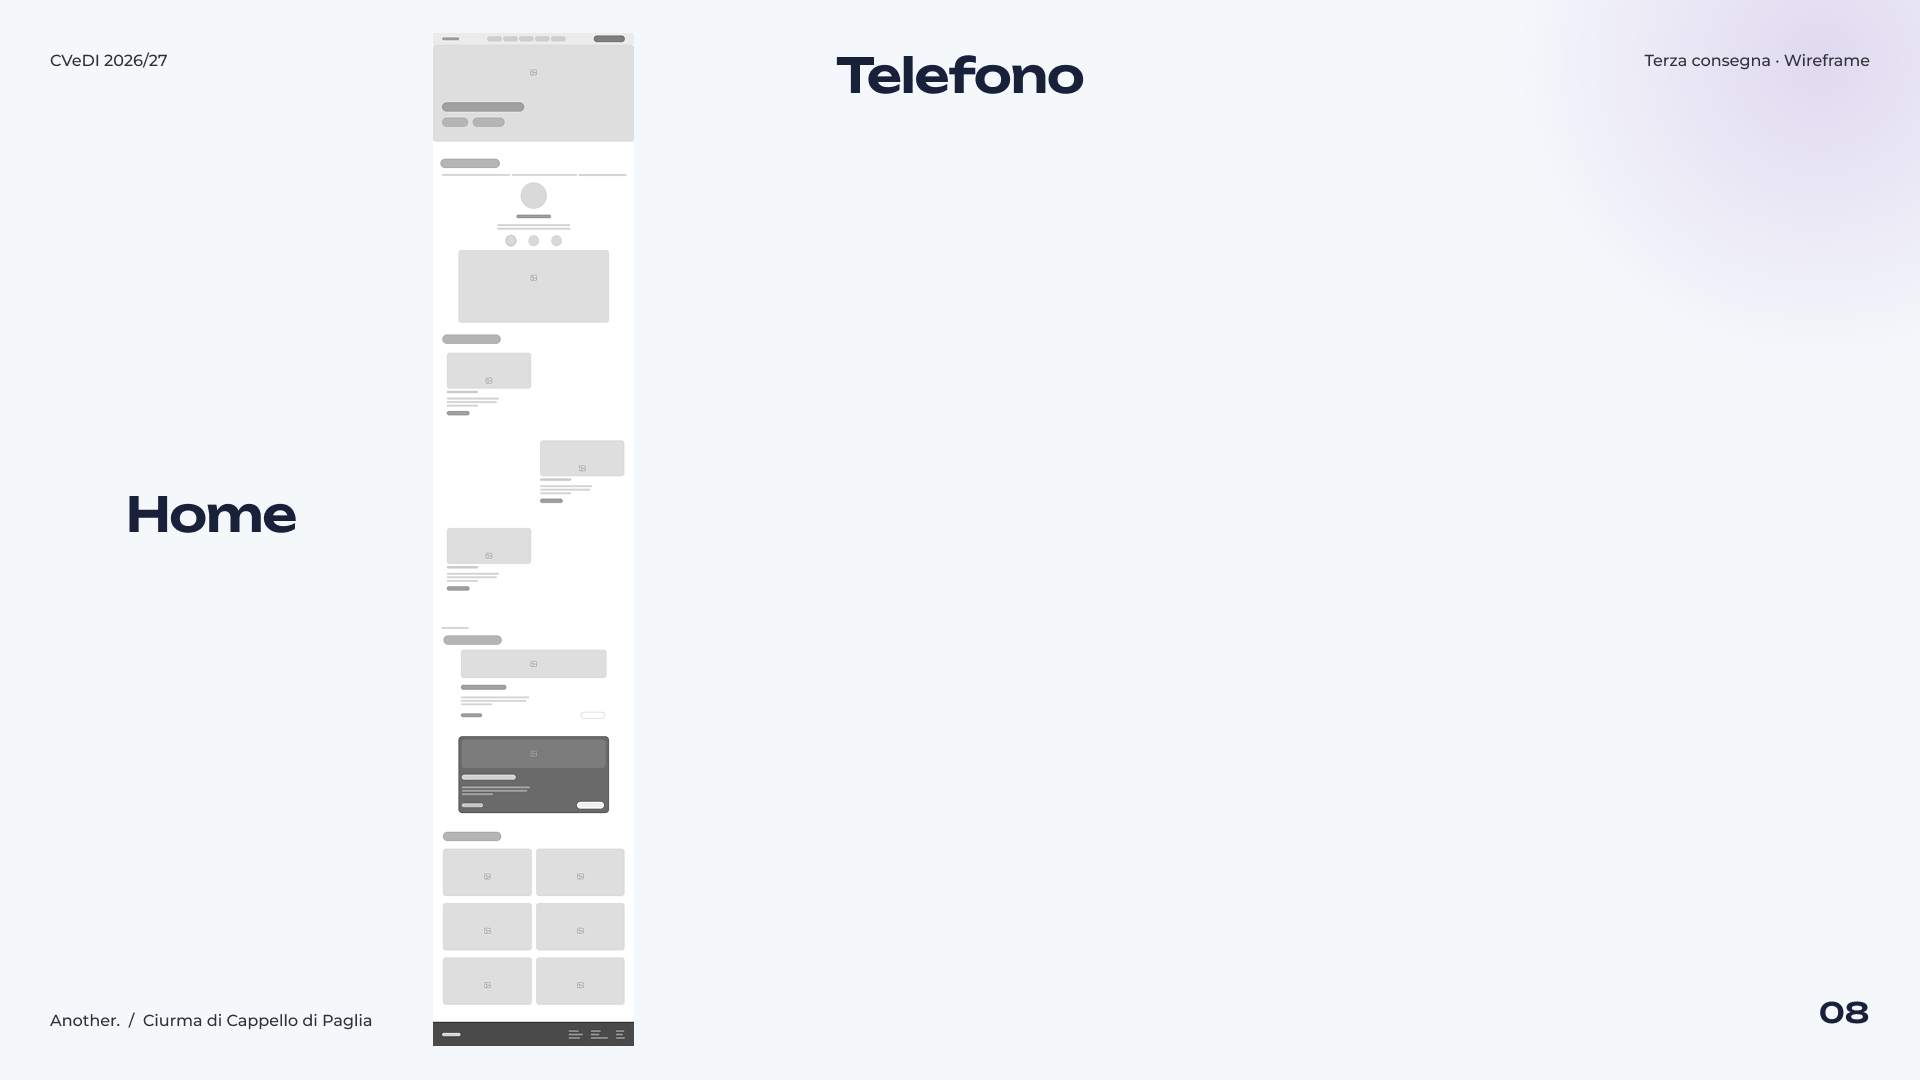 CVeDI 2026/27
Telefono
Terza consegna · Wireframe
Home
Another. / Ciurma di Cappello di Paglia
08